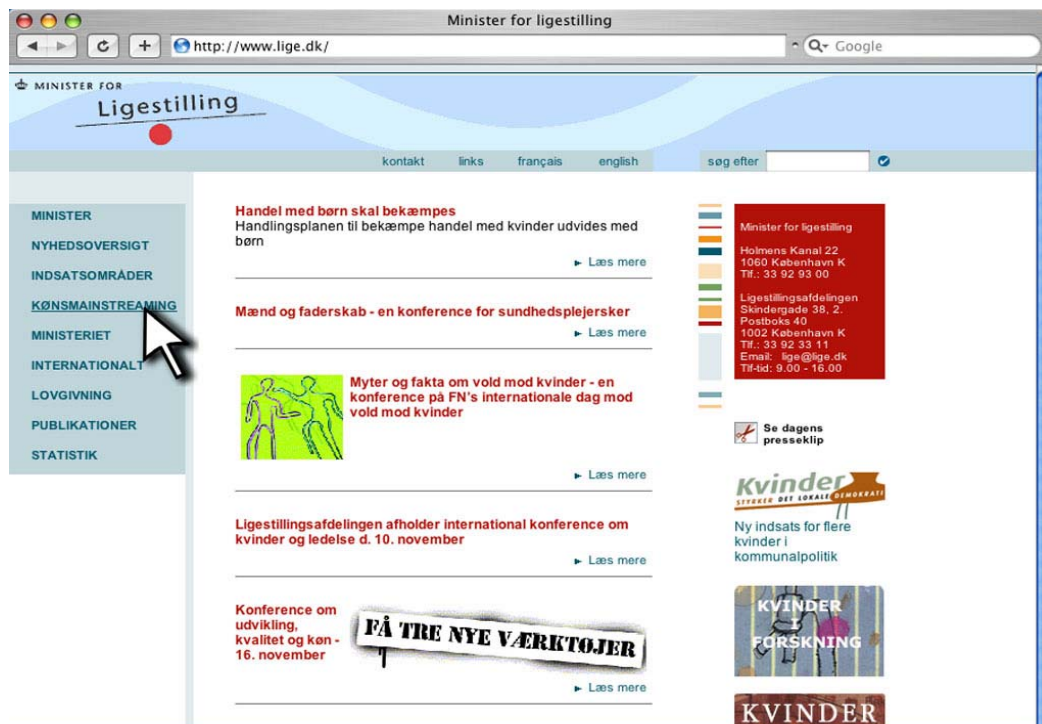 Minister for ligestilling
http://www.lige.dk/
Google
MINISTER FOR
Ligestilling
kontakt links français english søg efter
MINISTER
NYHEDSOVERSIGT
INDSATSOMRÅDER
KØNSMAINSTREAMING
MINISTERIET
INTERNATIONALT
LOVGIVNING
PUBLIKATIONER
STATISTIK
Handel med børn skal bekæmpes
Handlingsplanen til bekæmpe handel med kvinder udvides med
børn
Læs mere
Mænd og faderskab - en konference for sundhedsplejersker
Læs mere
Myter og fakta om vold mod kvinder - en
konference på FN's internationale dag mod
vold mod kvinder
Læs mere
Ligestillingsafdelingen afholder international konference om
kvinder og ledelse d. 10. november
Læs mere
Konference om
udvikling,
kvalitet og køn -
16. november
FÅ TRE NYE VÆRKTØJER
Læs mere
Minister for ligestilling
Holmens Kanal 22
1060 København K
Tlf.: 33 92 93 00
Ligestillingsafdelingen
Skindergade 38, 2.
Postboks 40
1002 København K
Tlf.: 33 92 33 11
Email: lige@lige.dk
Tlf-tid: 9.00 - 16.00
Se dagens
presseklip
Kvinder
STYRKER DET LOKALE DEMOKRATI
Ny indsats for flere
kvinder i
kommunalpolitik
KVINDER
I
FORSKNING
KVINDER